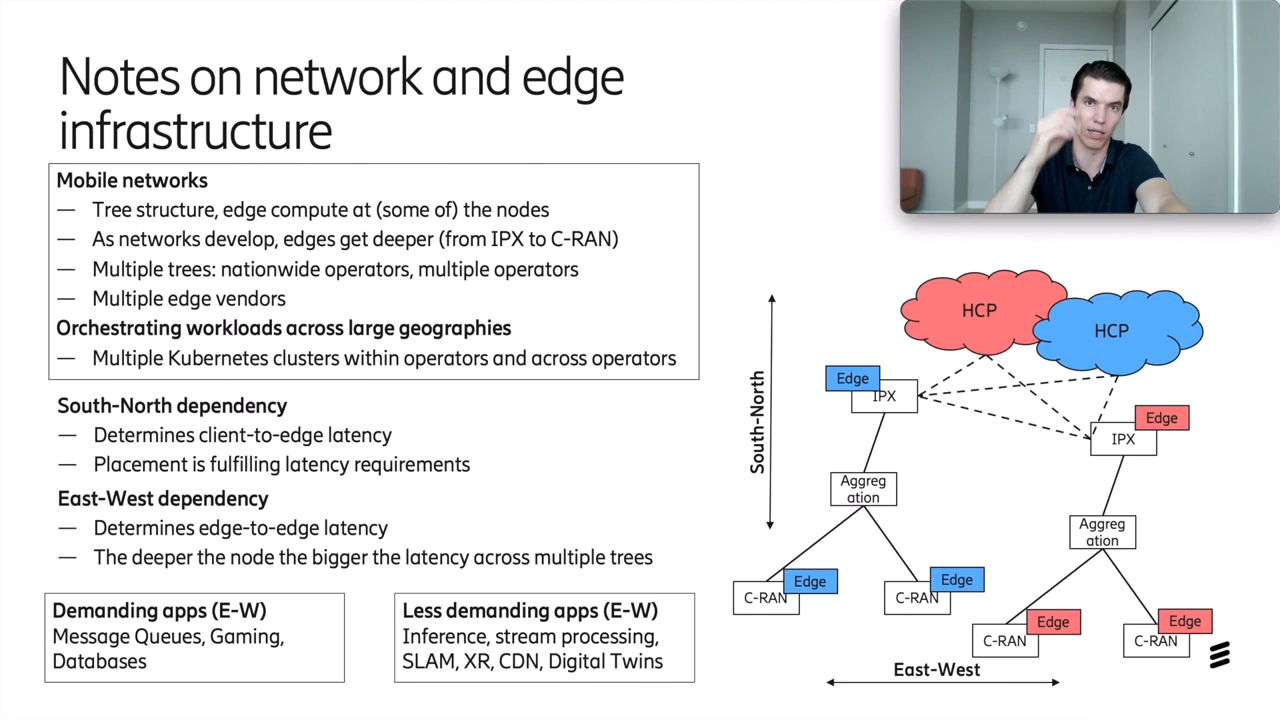 Notes on network and edge
infrastructure
Mobile networks
— Tree structure, edge compute at (some of) the nodes
— As networks develop, edges get deeper (from IPX to C-RAN)
— Multiple trees: nationwide operators, multiple operators
— Multiple edge vendors
Orchestrating workloads across large geographies
— Multiple Kubernetes clusters within operators and across operators
South-North dependency
— Determines client-to-edge latency
— Placement is fulfilling latency requirements
East-West dependency
— Determines edge-to-edge latency
— The deeper the node the bigger the latency across multiple trees
Demanding apps (E-W)
Message Queues, Gaming,
Databases
Less demanding apps (E-W)
Inference, stream processing,
SLAM, XR, CDN, Digital Twins
HCP
HCP
South-North
Edge
IPX
Edge
IPX
Aggreg
ation
Aggreg
ation
Edge
C-RAN
Edge
C-RAN
Edge
C-RAN
Edge
C-RAN
East-West